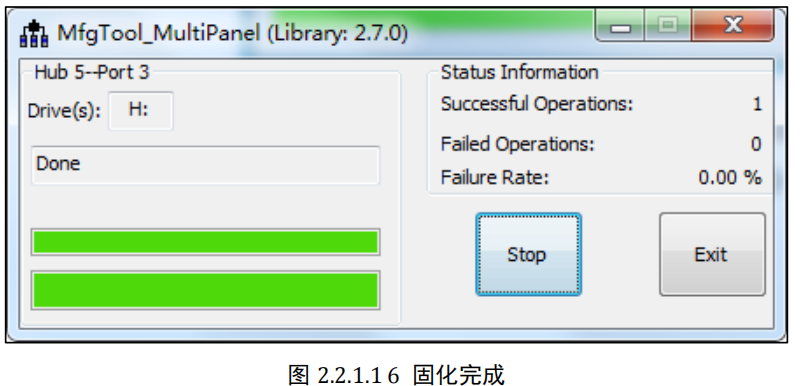 MfgTool_MultiPanel (Library: 2.7.0)
Hub 5--Port 3
Drive(s): H:
Done
Status Information
Successful Operations: 1
Failed Operations: 0
Failure Rate: 0.00 %
Stop
Exit
图 2.2.1.1 6 固化完成